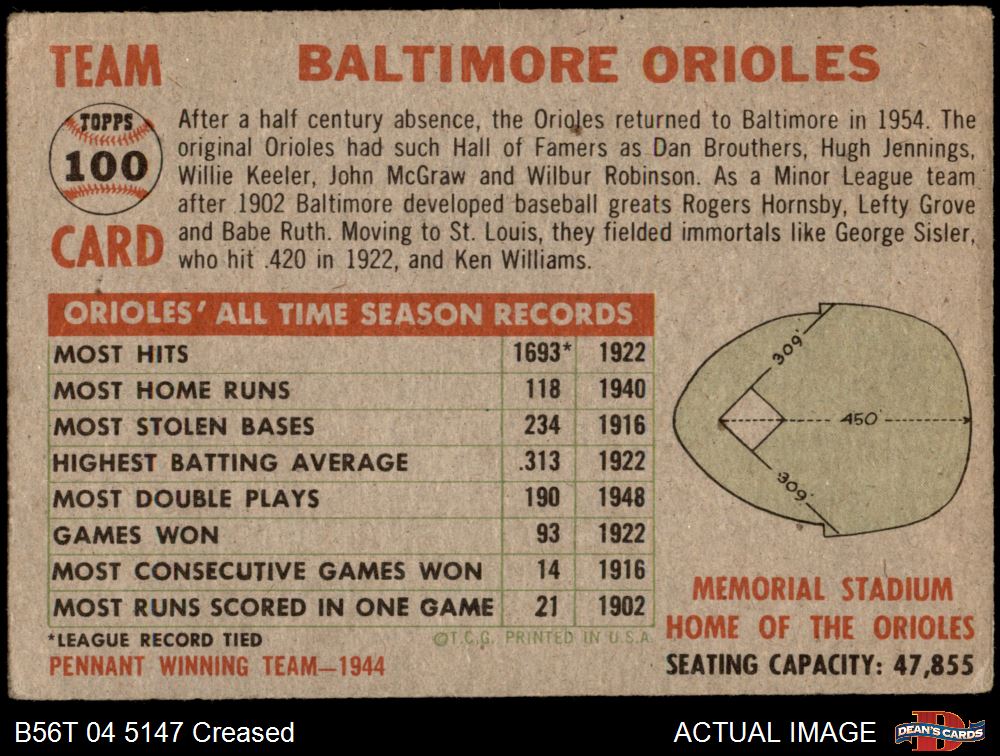 TEAM
BALTIMORE ORIOLES
TOPPS
100
CARD
After a half century absence, the Orioles returned to Baltimore in 1954. The
original Orioles had such Hall of Famers as Dan Brouthers, Hugh Jennings,
Willie Keeler, John McGraw and Wilbur Robinson. As a Minor League team
after 1902 Baltimore developed baseball greats Rogers Hornsby, Lefty Grove
and Babe Ruth. Moving to St. Louis, they fielded immortals like George Sisler,
who hit .420 in 1922, and Ken Williams.
ORIOLES' ALL TIME SEASON RECORDS
MOST HITS 1693* 1922
MOST HOME RUNS 118 1940
MOST STOLEN BASES 234 1916
HIGHEST BATTING AVERAGE .313 1922
MOST DOUBLE PLAYS 190 1948
GAMES WON 93 1922
MOST CONSECUTIVE GAMES WON 14 1916
MOST RUNS SCORED IN ONE GAME 21 1902
*LEAGUE RECORD TIED
©T.C.G. PRINTED IN U.S.A.
PENNANT WINNING TEAM—1944
309'
450'
309'
MEMORIAL STADIUM
HOME OF THE ORIOLES
SEATING CAPACITY: 47,855
B56T 04 5147 Creased
ACTUAL IMAGE
D
DEAN'S CARDS